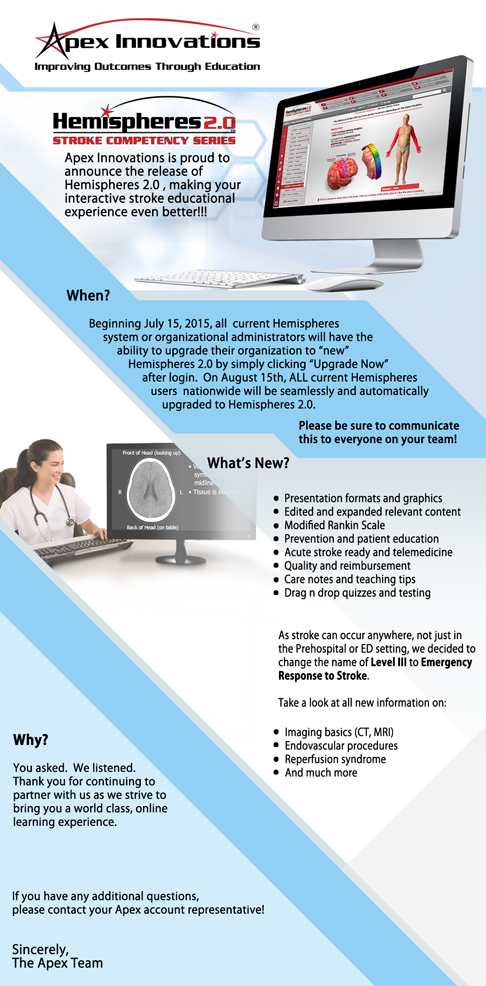 Apex Innovations ®
Improving Outcomes Through Education
Hemispheres 2.0
STROKE COMPETENCY SERIES
Apex Innovations is proud to
announce the release of
Hemispheres 2.0 , making your
interactive stroke educational
experience even better!!!
When?
Beginning July 15, 2015, all current Hemispheres
system or organizational administrators will have the
ability to upgrade their organization to “new”
Hemispheres 2.0 by simply clicking “Upgrade Now”
after login. On August 15th, ALL current Hemispheres
users nationwide will be seamlessly and automatically
upgraded to Hemispheres 2.0.
Please be sure to communicate
this to everyone on your team!
Front of Head (looking up)
R L
midline
• Tissue is
Back of Head (on table)
What's New?
• Presentation formats and graphics
• Edited and expanded relevant content
• Modified Rankin Scale
• Prevention and patient education
• Acute stroke ready and telemedicine
• Quality and reimbursement
• Care notes and teaching tips
• Drag n drop quizzes and testing
As stroke can occur anywhere, not just in
the Prehospital or ED setting, we decided to
change the name of Level III to Emergency
Response to Stroke.
Take a look at all new information on:
• Imaging basics (CT, MRI)
• Endovascular procedures
• Reperfusion syndrome
• And much more
Why?
You asked. We listened.
Thank you for continuing to
partner with us as we strive to
bring you a world class, online
learning experience.
If you have any additional questions,
please contact your Apex account representative!
Sincerely,
The Apex Team